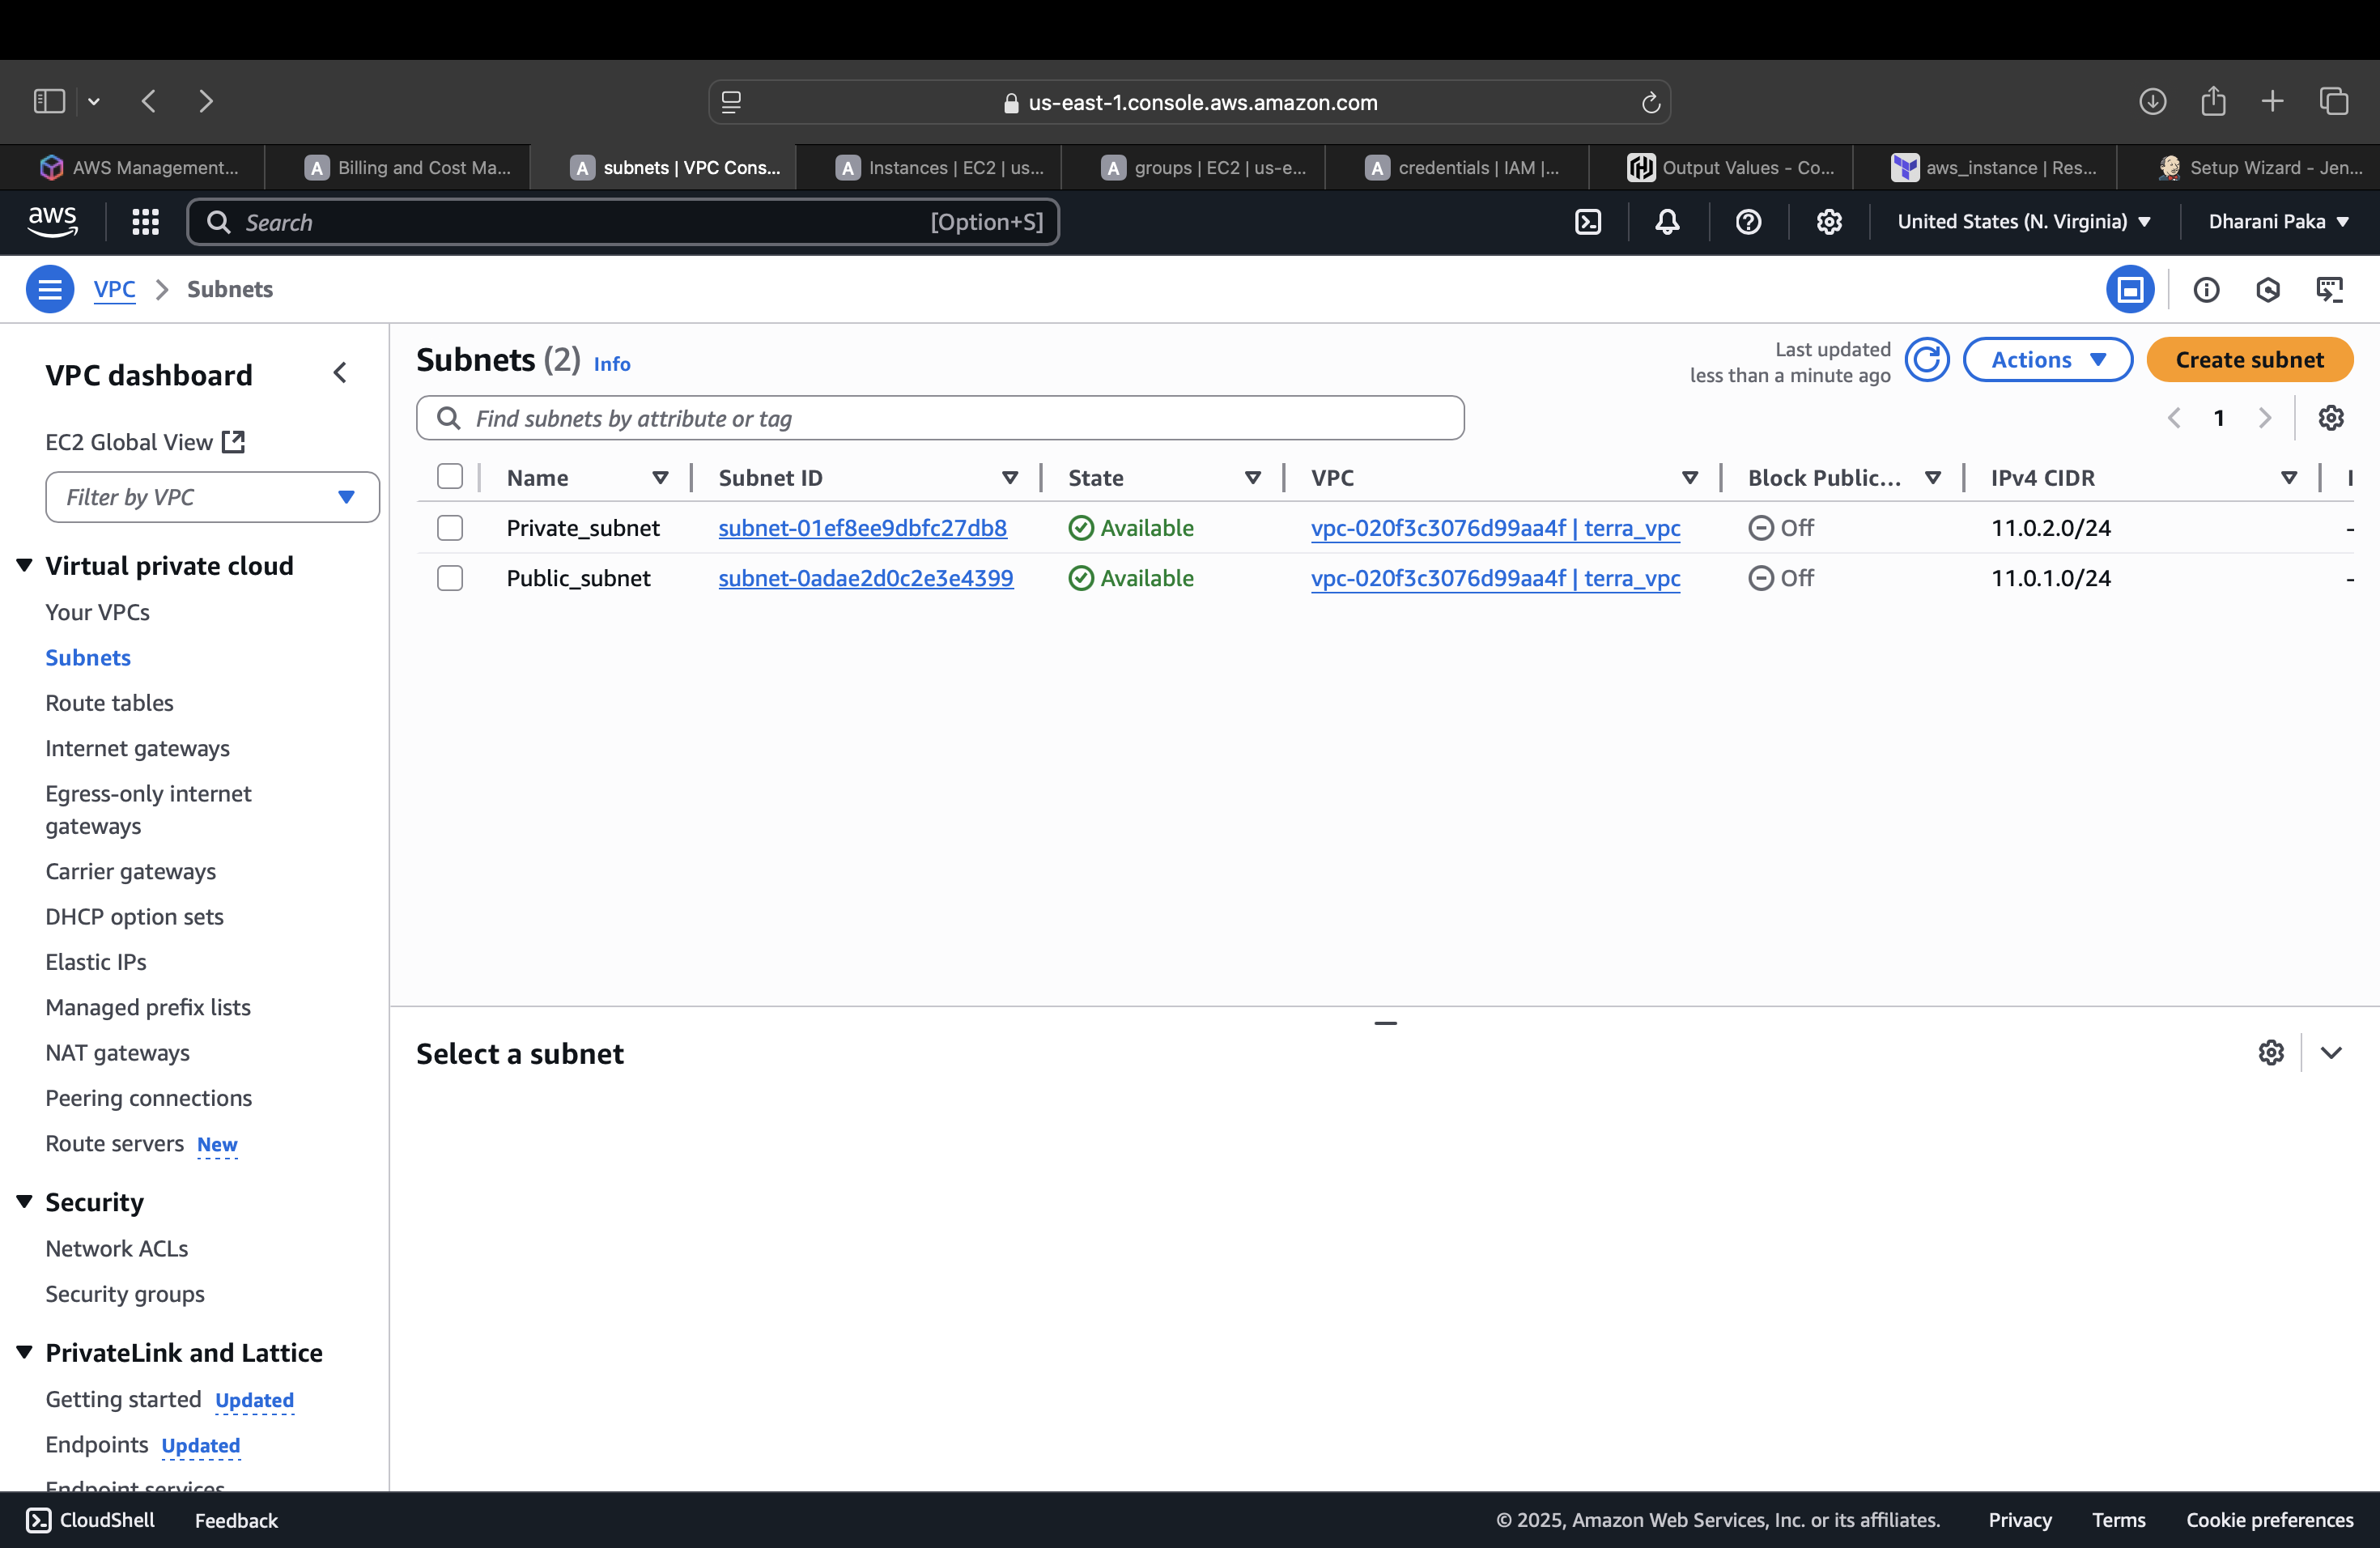 us-east-1.console.aws.amazon.com
AWS Management...
Billing and Cost Ma...
subnets | VPC Cons...
Instances | EC2 | us...
groups | EC2 | us-e...
credentials | IAM |...
Output Values - Co...
aws_instance | Res...
Setup Wizard - Jen...
aws
Search
[Option+S]
United States (N. Virginia)
Dharani Paka
VPC
Subnets
VPC dashboard
EC2 Global View
Filter by VPC
Virtual private cloud
Your VPCs
Subnets
Route tables
Internet gateways
Egress-only internet
gateways
Carrier gateways
DHCP option sets
Elastic IPs
Managed prefix lists
NAT gateways
Peering connections
Route servers New
Security
Network ACLs
Security groups
PrivateLink and Lattice
Getting started Updated
Endpoints Updated
Endpoint services
Subnets (2) Info
Last updated
less than a minute ago
Actions
Create subnet
Find subnets by attribute or tag
1
Name Subnet ID State VPC Block Public... IPv4 CIDR
Private_subnet subnet-01ef8ee9dbfc27db8 Available vpc-020f3c3076d99aa4f | terra_vpc Off 11.0.2.0/24 -
Public_subnet subnet-0adae2d0c2e3e4399 Available vpc-020f3c3076d99aa4f | terra_vpc Off 11.0.1.0/24 -
Select a subnet
CloudShell
Feedback
© 2025, Amazon Web Services, Inc. or its affiliates.
Privacy
Terms
Cookie preferences